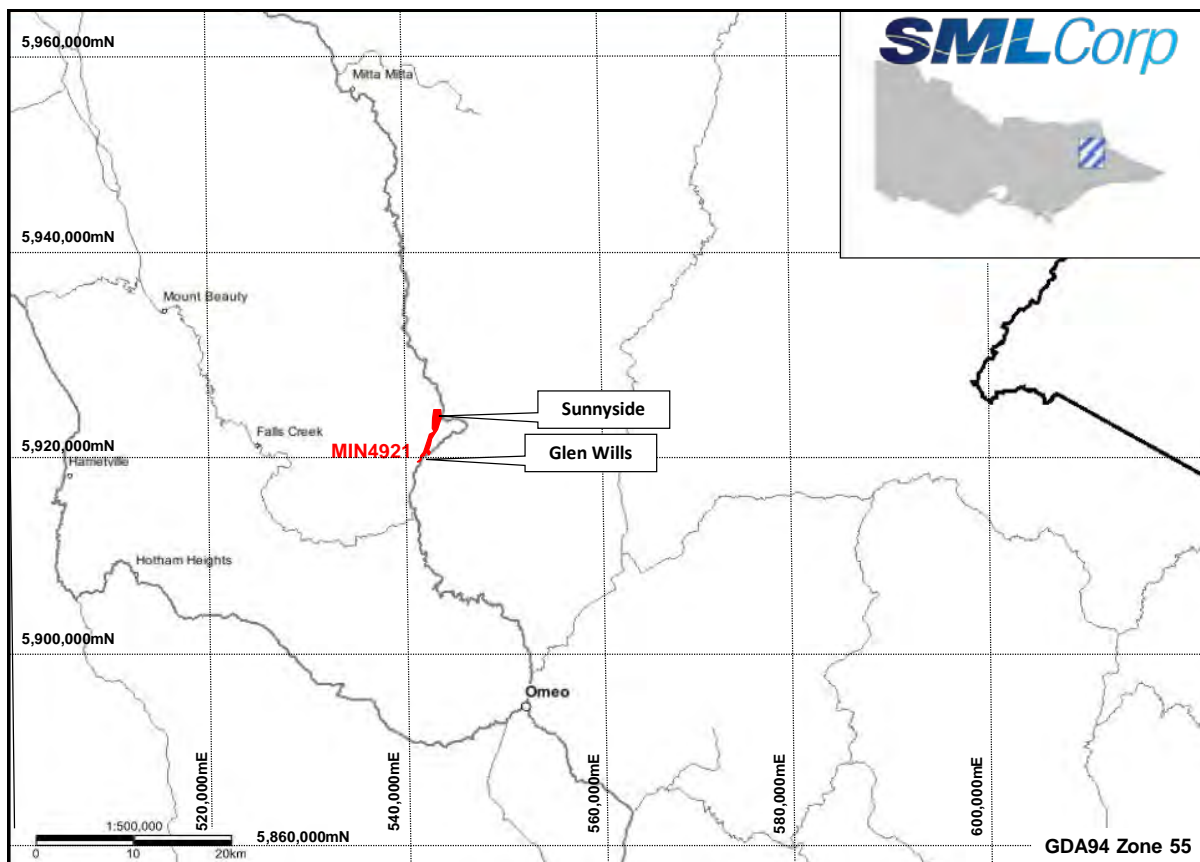 5,960,000mN
SMLCorp
Mitta Mitta
5,940,000mN
Mount Beauty
Sunnyside
Falls Creek
MIN4921
Glen Wills
5,920,000mN
Harrietville
Hotham Heights
5,900,000mN
Omeo
520,000mE
540,000mE
560,000mE
580,000mE
600,000mE
1:500,000
0 10 20km
5,860,000mN
GDA94 Zone 55